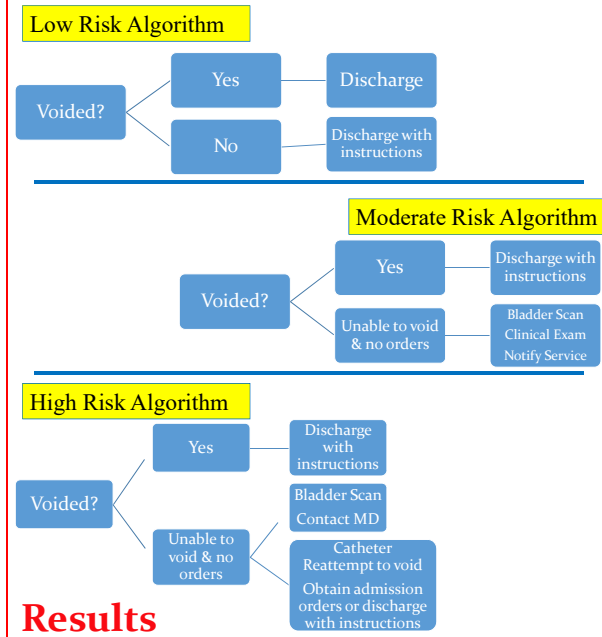 Low Risk Algorithm
Yes
Discharge
Voided?
No
Discharge with
instructions
Moderate Risk Algorithm
Yes
Discharge with
instructions
Voided?
Unable to void
& no orders
Bladder Scan
Clinical Exam
Notify Service
High Risk Algorithm
Yes
Discharge
with
instructions
Voided?
Unable to
void & no
orders
Bladder Scan
Contact MD
Catheter
Reattempt to void
Obtain admission
orders or discharge
with instructions
Results